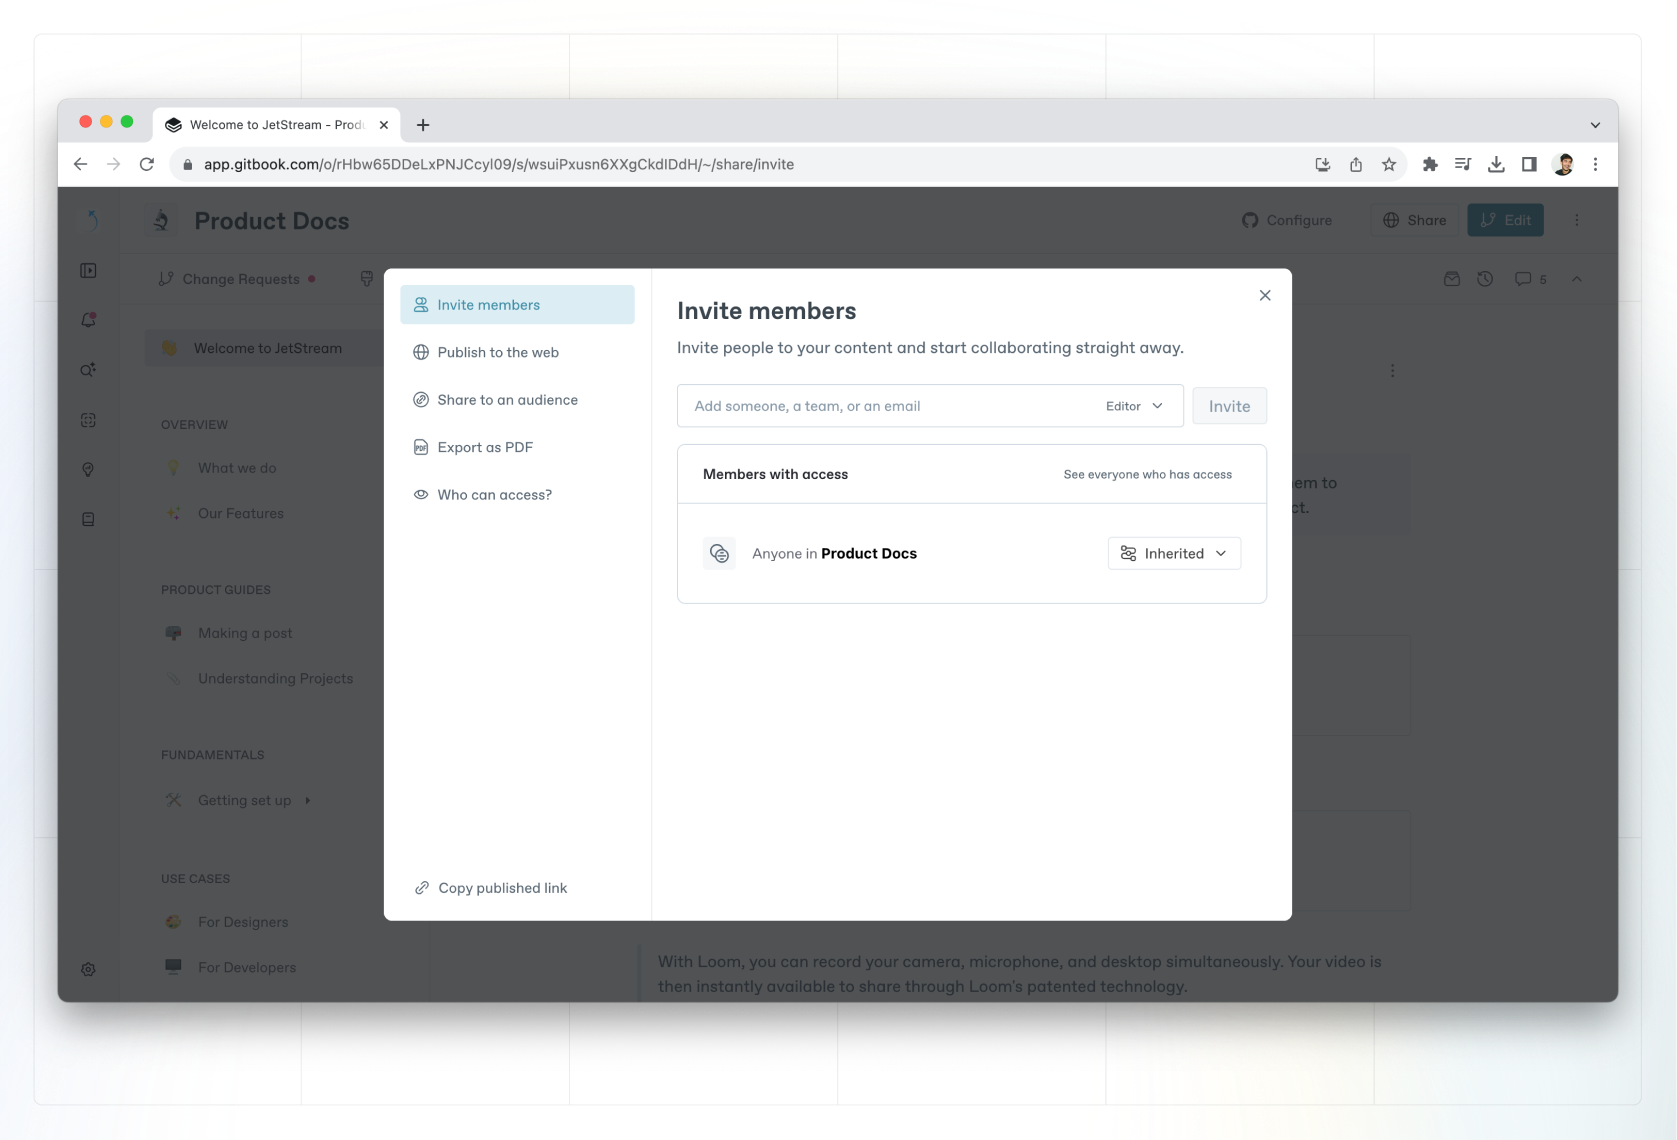 Welcome to JetStream - Prod
app.gitbook.com/o/rHbw65DDeLxPNJCcyl09/s/wsuiPxusn6XXgCkdlDdH/~/share/invite
Product Docs
Configure
Share
Edit
Change Requests
5
Welcome to JetStream
OVERVIEW
What we do
Our Features
PRODUCT GUIDES
Making a post
Understanding Projects
FUNDAMENTALS
Getting set up
USE CASES
For Designers
For Developers
Invite members
Publish to the web
Share to an audience
PDF
Export as PDF
Who can access?
Copy published link
Invite members
Invite people to your content and start collaborating straight away.
Add someone, a team, or an email
Editor
Invite
Members with access
See everyone who has access
Anyone in Product Docs
Inherited
to
With Loom, you can record your camera, microphone, and desktop simultaneously. Your video is
then instantly available to share through Loom's patented technology.